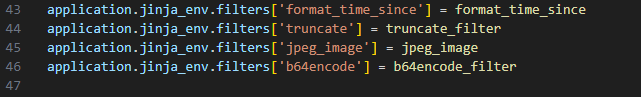 43 application.jinja_env.filters['format_time_since'] = format_time_since
44 application.jinja_env.filters['truncate'] = truncate_filter
45 application.jinja_env.filters['jpeg_image'] = jpeg_image
46 application.jinja_env.filters['b64encode'] = b64encode_filter
47